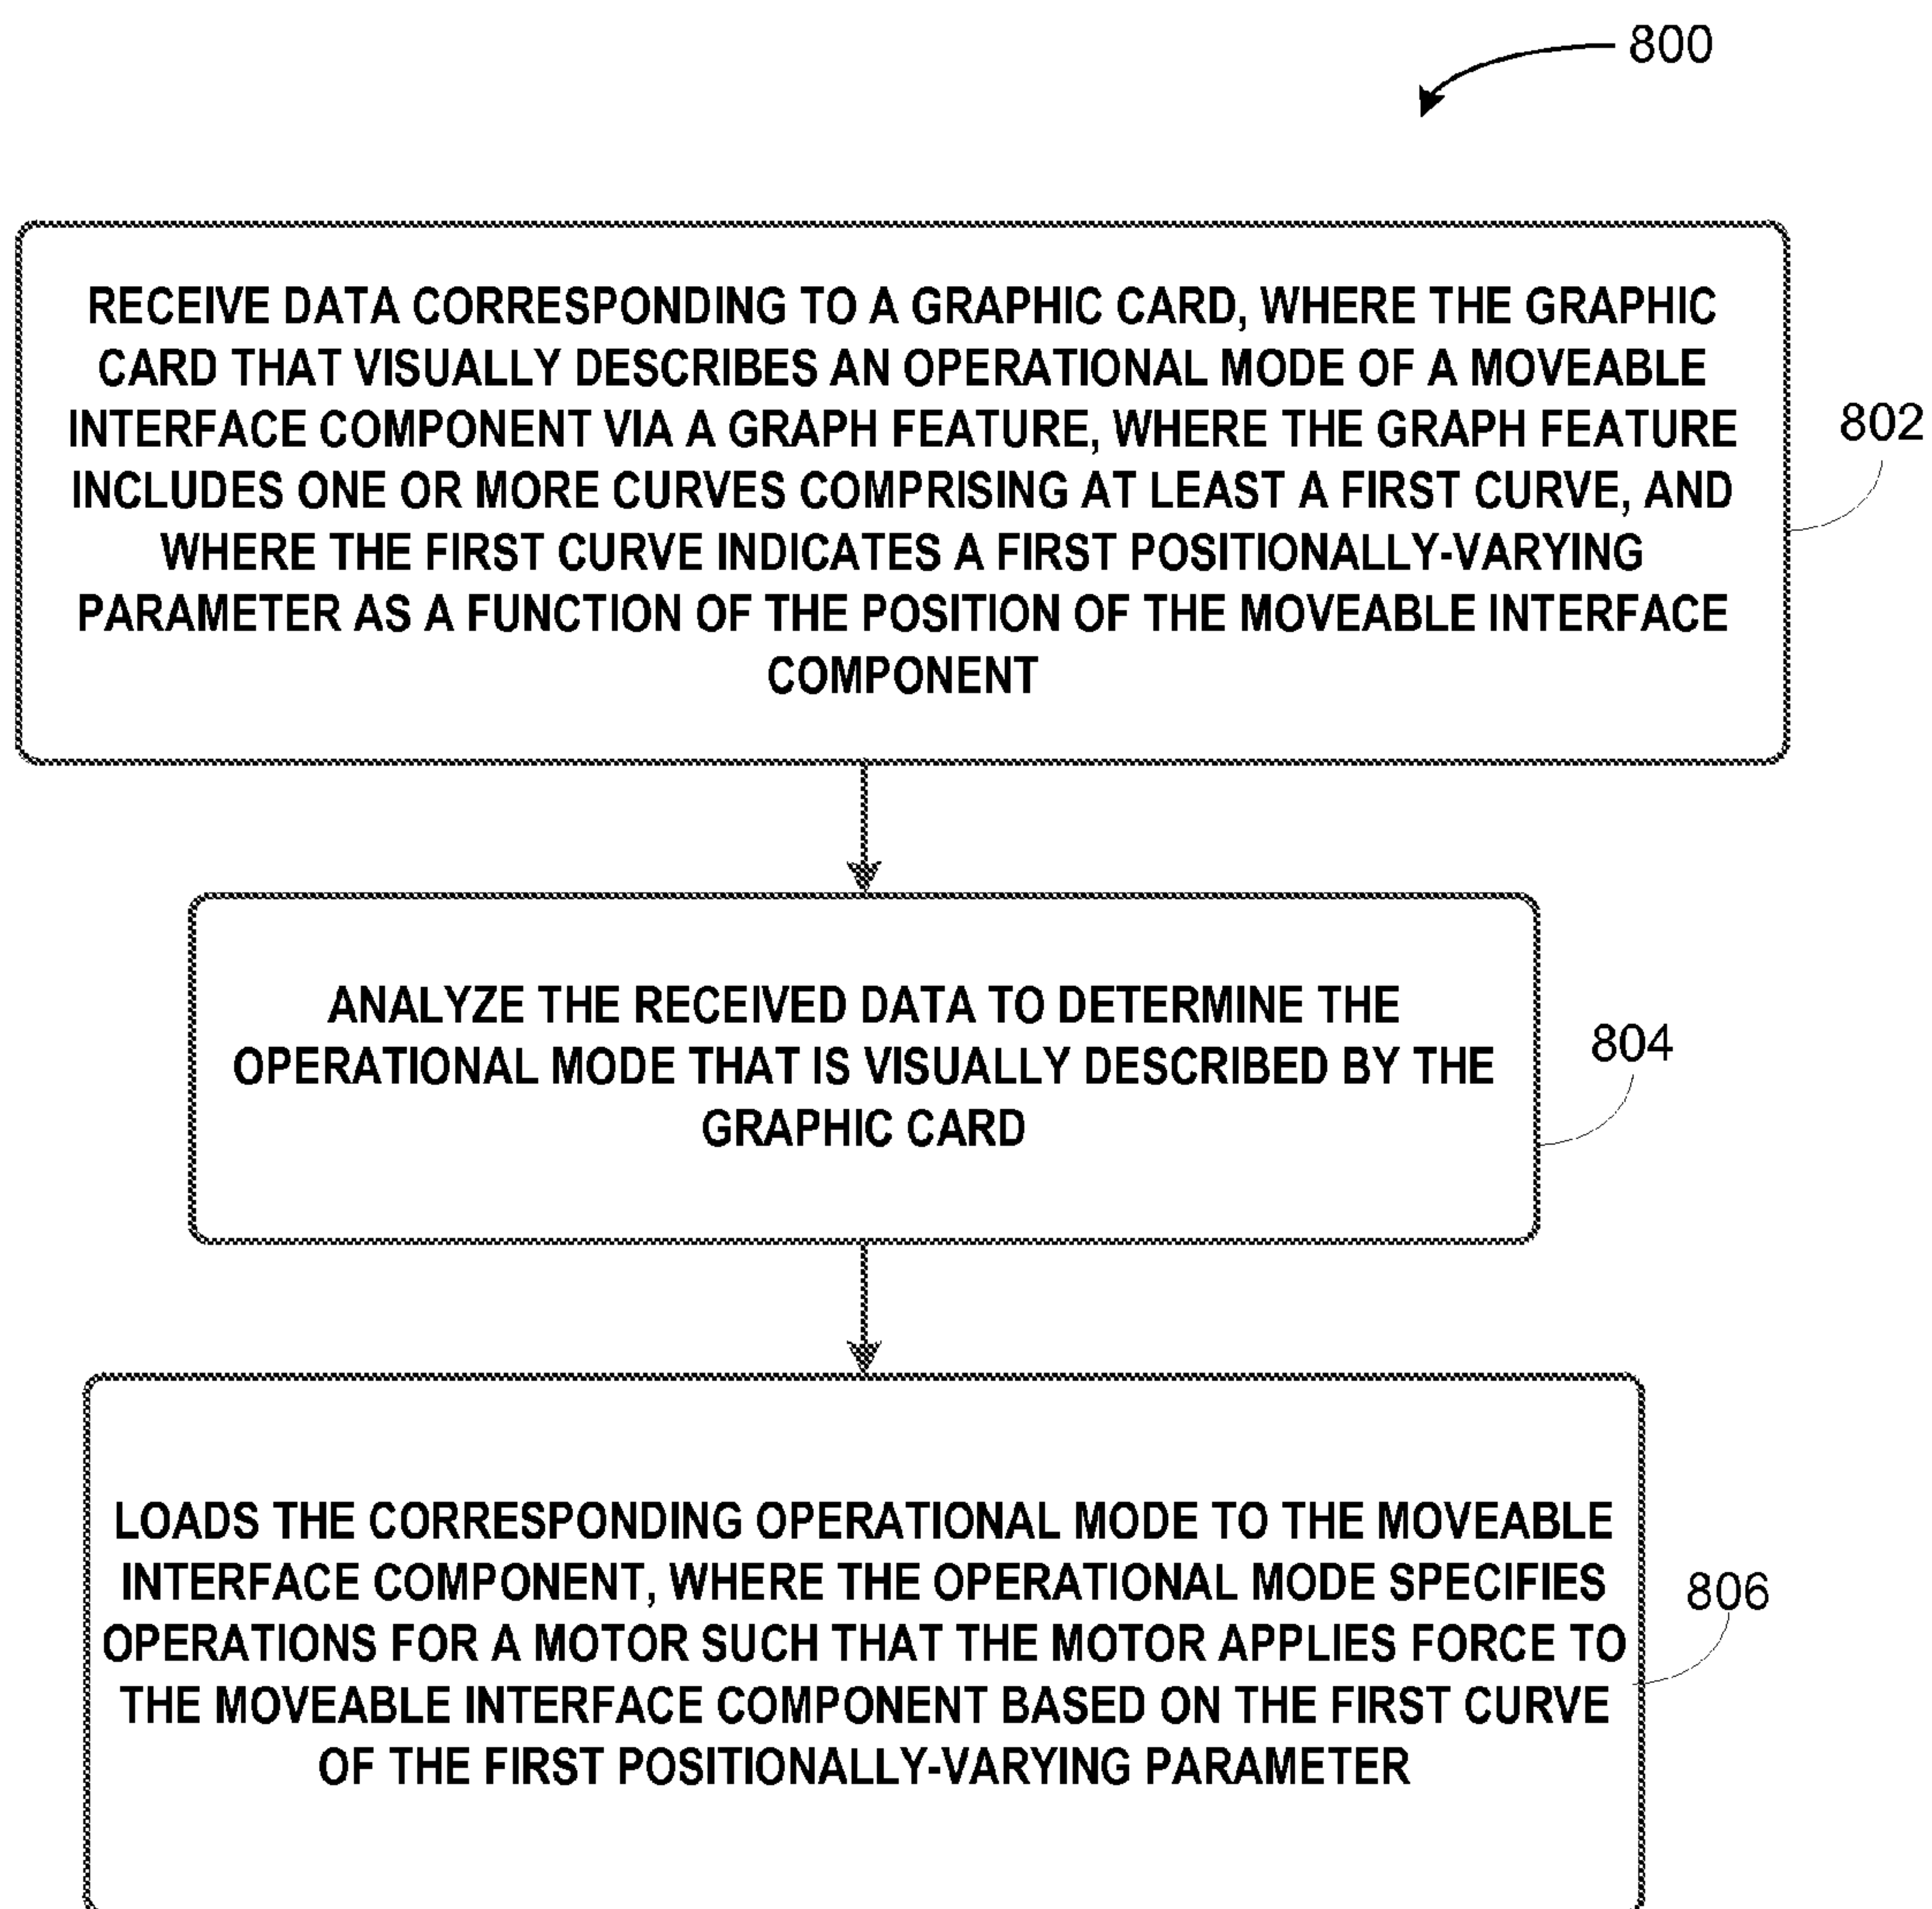 800
RECEIVE DATA CORRESPONDING TO A GRAPHIC CARD, WHERE THE GRAPHIC
CARD THAT VISUALLY DESCRIBES AN OPERATIONAL MODE OF A MOVEABLE
INTERFACE COMPONENT VIA A GRAPH FEATURE, WHERE THE GRAPH FEATURE
INCLUDES ONE OR MORE CURVES COMPRISING AT LEAST A FIRST CURVE, AND
WHERE THE FIRST CURVE INDICATES A FIRST POSITIONALLY-VARYING
PARAMETER AS A FUNCTION OF THE POSITION OF THE MOVEABLE INTERFACE
COMPONENT
802
ANALYZE THE RECEIVED DATA TO DETERMINE THE
OPERATIONAL MODE THAT IS VISUALLY DESCRIBED BY THE
GRAPHIC CARD
804
LOADS THE CORRESPONDING OPERATIONAL MODE TO THE MOVEABLE
INTERFACE COMPONENT, WHERE THE OPERATIONAL MODE SPECIFIES
OPERATIONS FOR A MOTOR SUCH THAT THE MOTOR APPLIES FORCE TO
THE MOVEABLE INTERFACE COMPONENT BASED ON THE FIRST CURVE
OF THE FIRST POSITIONALLY-VARYING PARAMETER
806